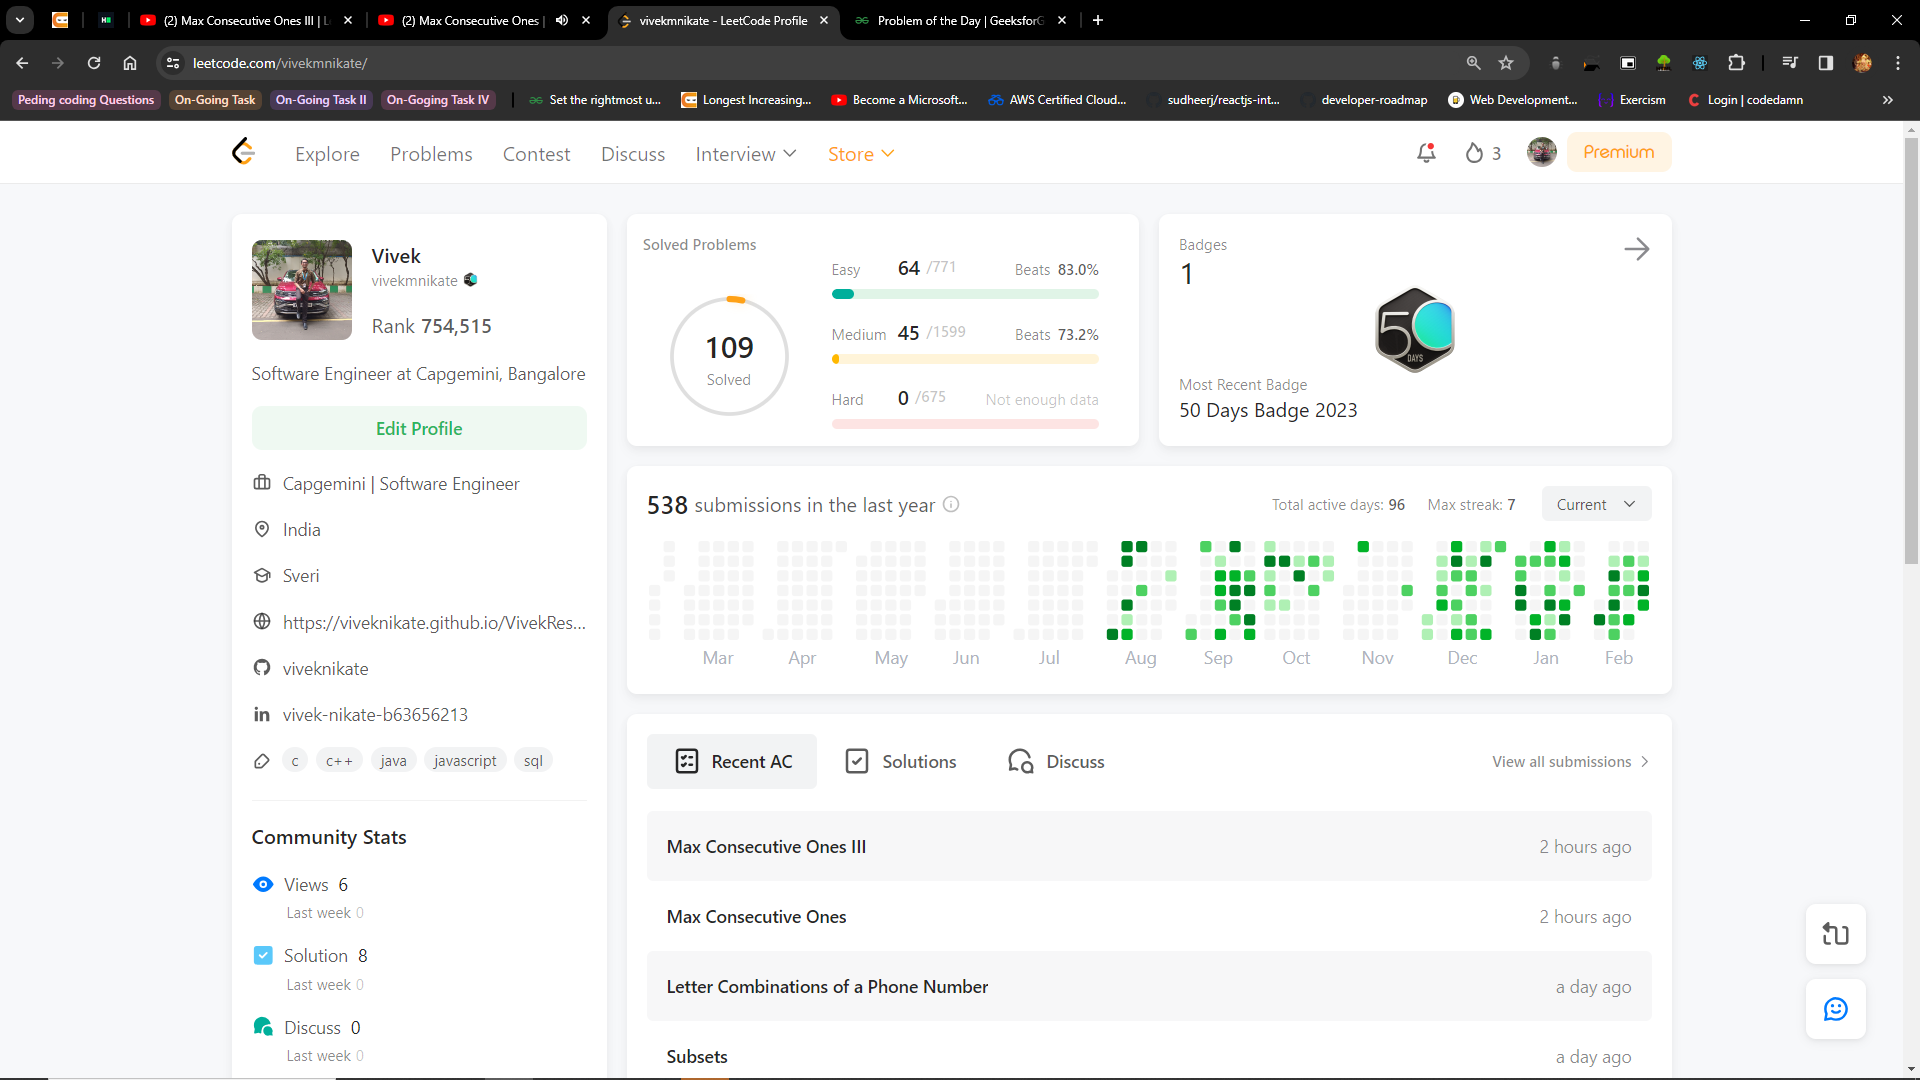 (2) Max Consecutive Ones III | L
(2) Max Consecutive Ones |
vivekmnikate - LeetCode Profile
Problem of the Day | GeeksforG
leetcode.com/vivekmnikate/
Peding coding Questions
On-Going Task
On-Going Task II
On-Goging Task IV
Set the rightmost u...
Longest Increasing...
Become a Microsoft...
AWS Certified Cloud...
sudheerj/reactjs-int...
developer-roadmap
Web Development...
Exercism
Login | codedamn
Explore
Problems
Contest
Discuss
Interview
Store
3
Premium
Vivek
vivekmnikate
Rank 754,515
Software Engineer at Capgemini, Bangalore
Edit Profile
Capgemini | Software Engineer
India
Sveri
https://viveknikate.github.io/VivekRes...
viveknikate
vivek-nikate-b63656213
c c++ java javascript sql
Community Stats
Views 6
Last week 0
Solution 8
Last week 0
Discuss 0
Last week 0
Solved Problems
109
Solved
Easy 64 /771 Beats 83.0%
Medium 45 /1599 Beats 73.2%
Hard 0 /675 Not enough data
Badges
1
50
DAYS
Most Recent Badge
50 Days Badge 2023
538 submissions in the last year
Total active days: 96
Max streak: 7
Current
Mar Apr May Jun Jul Aug Sep Oct Nov Dec Jan Feb
Recent AC
Solutions
Discuss
View all submissions
Max Consecutive Ones III 2 hours ago
Max Consecutive Ones 2 hours ago
Letter Combinations of a Phone Number a day ago
Subsets a day ago